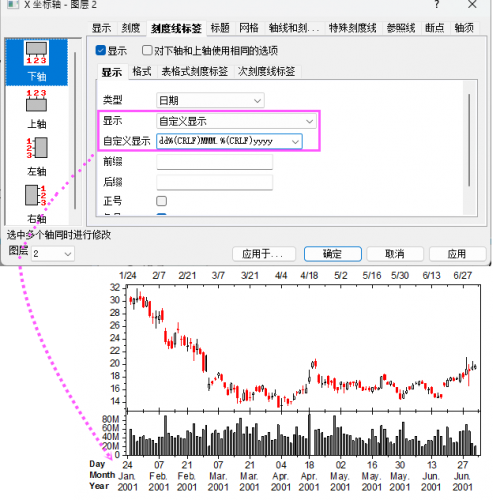 X 坐标轴 - 图层 2
? ×
显示 刻度 刻度线标签 标题 网格 轴线和刻... 特殊刻度线 参照线 断点 轴须
显示 对下轴和上轴使用相同的选项
显示 格式 表格式刻度标签 次刻度线标签
下轴
上轴
左轴
右轴
类型 日期
显示 自定义显示
自定义显示 dd%(CRLF)MMM.%(CRLF)yyyy
前缀
后缀
正号
选中多个轴同时进行修改
图层 2
应用于... 确定 取消 应用
1/24 2/7 2/21 3/7 3/21 4/4 4/18 5/2 5/16 5/30 6/13 6/27
32
30
28
26
24
22
20
18
16
14
80M
60M
40M
20M
0
Day 24 07 21 07 21 04 18 02 16 30 13 27
Month Jan. Feb. Feb. Mar. Mar. Apr. Apr. May. May. May. Jun. Jun.
Year 2001 2001 2001 2001 2001 2001 2001 2001 2001 2001 2001 2001